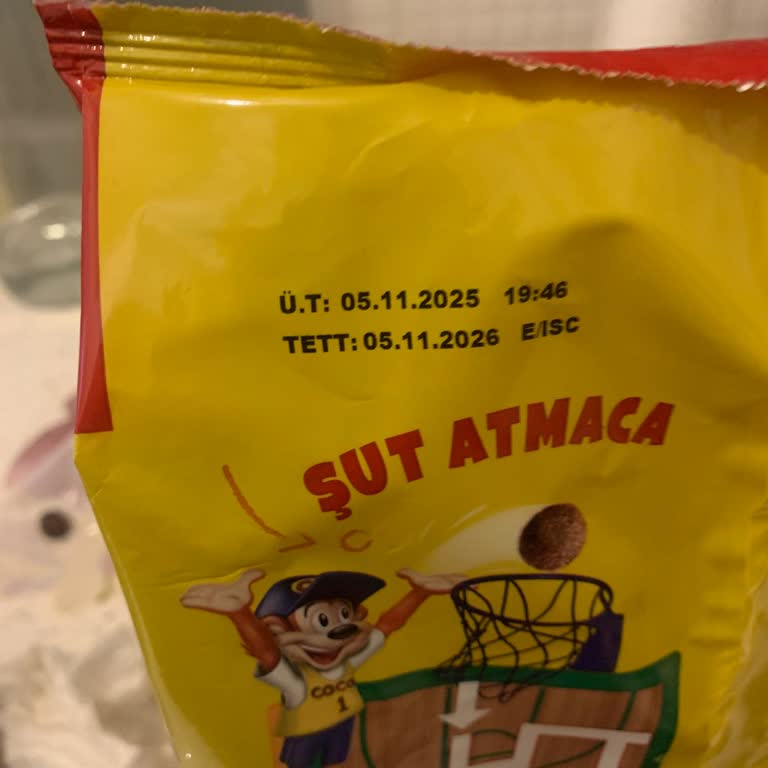 Ü.T: 05.11.2025 19:46
TETT: 05.11.2026 E/ISC
ŞUT ATMACA
COCO
1